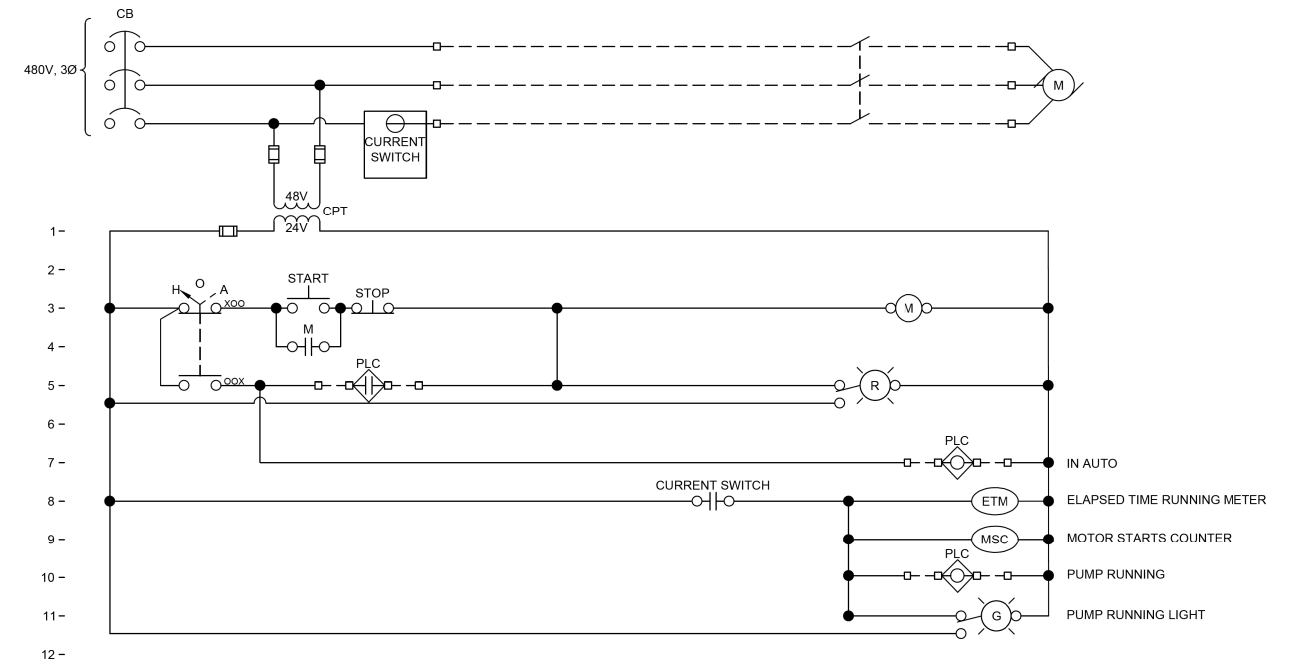 CB
480V, 3Ø
M
CURRENT
SWITCH
48V
CPT
24V
1
2
H O A
XOO
START
STOP
3
M
M
4
PLC
5
OOX
R
6
PLC
7
IN AUTO
CURRENT SWITCH
8
ETM
ELAPSED TIME RUNNING METER
9
MSC
MOTOR STARTS COUNTER
PLC
10
PUMP RUNNING
11
G
PUMP RUNNING LIGHT
12